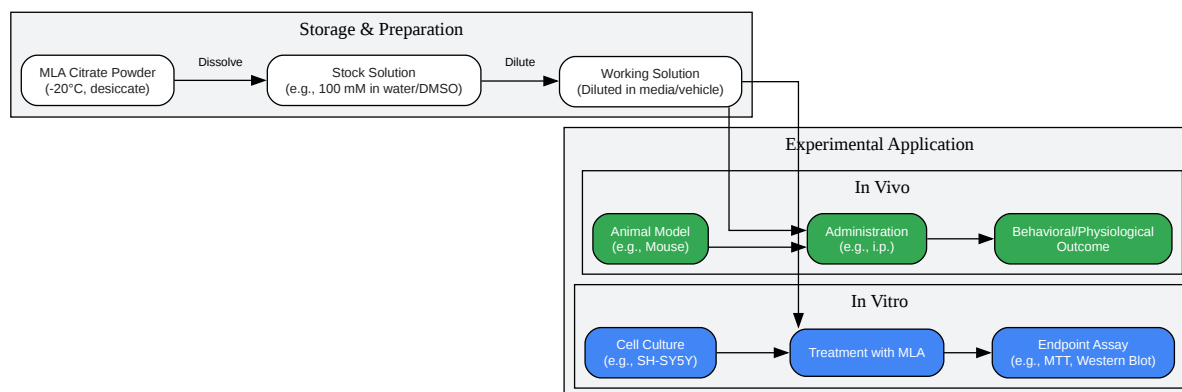 Storage & Preparation
MLA Citrate Powder
(-20°C, desiccate)
Dissolve
Stock Solution
(e.g., 100 mM in water/DMSO)
Dilute
Working Solution
(Diluted in media/vehicle)
Experimental Application
In Vivo
Animal Model
(e.g., Mouse)
Administration
(e.g., i.p.)
Behavioral/Physiological
Outcome
In Vitro
Cell Culture
(e.g., SH-SY5Y)
Treatment with MLA
Endpoint Assay
(e.g., MTT, Western Blot)